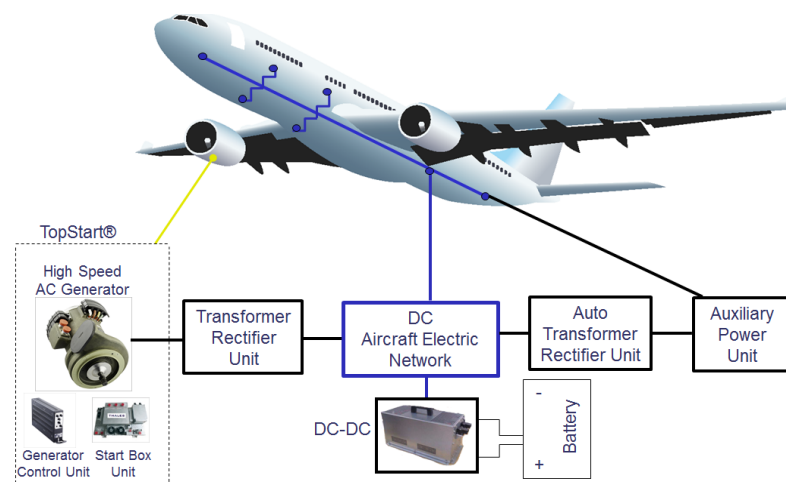 TopStart®
High Speed
AC Generator
Generator
Control Unit
THALES
Start Box
Unit
Transformer
Rectifier
Unit
DC
Aircraft Electric
Network
Auto
Transformer
Rectifier Unit
Auxiliary
Power
Unit
DC-DC
-
Battery
+